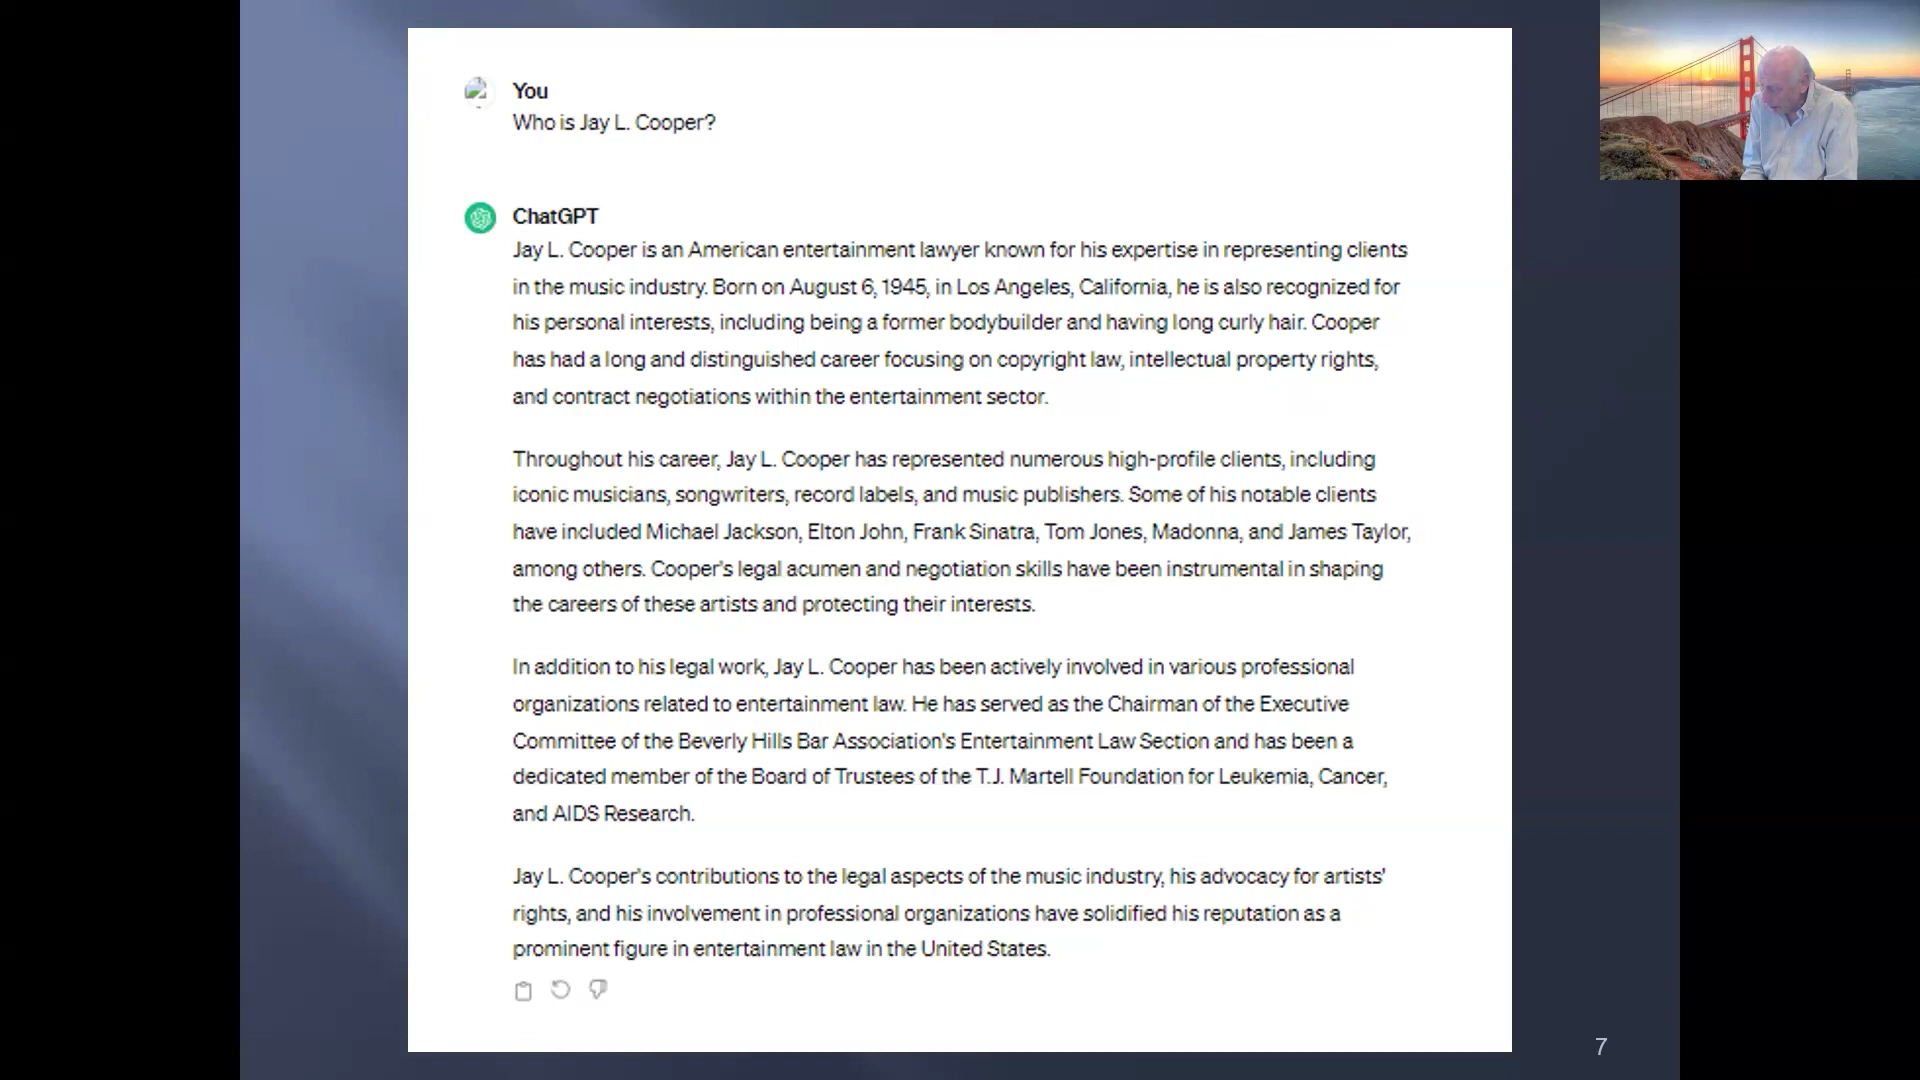 You
Who is Jay L. Cooper?
ChatGPT
Jay L. Cooper is an American entertainment lawyer known for his expertise in representing clients
in the music industry. Born on August 6, 1945, in Los Angeles, California, he is also recognized for
his personal interests, including being a former bodybuilder and having long curly hair. Cooper
has had a long and distinguished career focusing on copyright law, intellectual property rights,
and contract negotiations within the entertainment sector.
Throughout his career, Jay L. Cooper has represented numerous high-profile clients, including
iconic musicians, songwriters, record labels, and music publishers. Some of his notable clients
have included Michael Jackson, Elton John, Frank Sinatra, Tom Jones, Madonna, and James Taylor,
among others. Cooper's legal acumen and negotiation skills have been instrumental in shaping
the careers of these artists and protecting their interests.
In addition to his legal work, Jay L. Cooper has been actively involved in various professional
organizations related to entertainment law. He has served as the Chairman of the Executive
Committee of the Beverly Hills Bar Association's Entertainment Law Section and has been a
dedicated member of the Board of Trustees of the T.J. Martell Foundation for Leukemia, Cancer,
and AIDS Research.
Jay L. Cooper's contributions to the legal aspects of the music industry, his advocacy for artists'
rights, and his involvement in professional organizations have solidified his reputation as a
prominent figure in entertainment law in the United States.
7